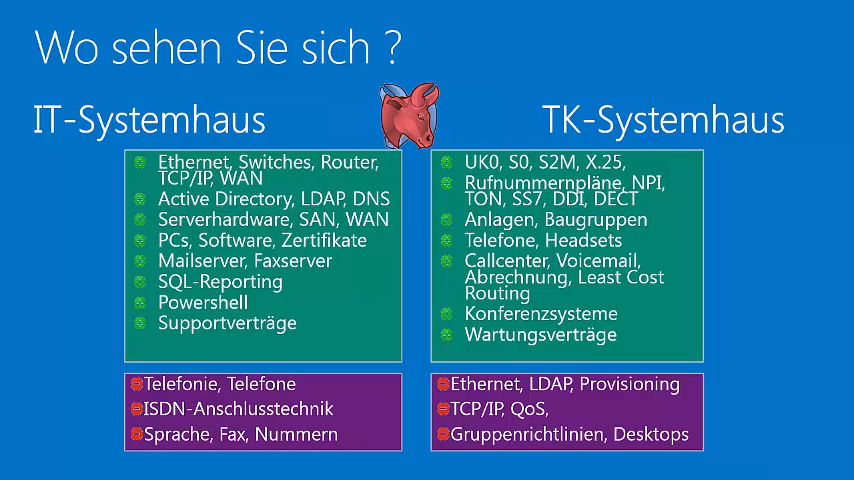 Wo sehen Sie sich ?
IT-Systemhaus
Ethernet, Switches, Router,
TCP/IP, WAN
Active Directory, LDAP, DNS
Serverhardware, SAN, WAN
PCs, Software, Zertifikate
Mailserver, Faxserver
SQL-Reporting
Powershell
Supportverträge
Telefonie, Telefone
ISDN-Anschlusstechnik
Sprache, Fax, Nummern
TK-Systemhaus
UK0, S0, S2M, X.25,
Rufnummernpläne, NPI,
TON, SS7, DDI, DECT
Anlagen, Baugruppen
Telefone, Headsets
Callcenter, Voicemail,
Abrechnung, Least Cost
Routing
Konferenzsysteme
Wartungsverträge
Ethernet, LDAP, Provisioning
TCP/IP, QoS,
Gruppenrichtlinien, Desktops